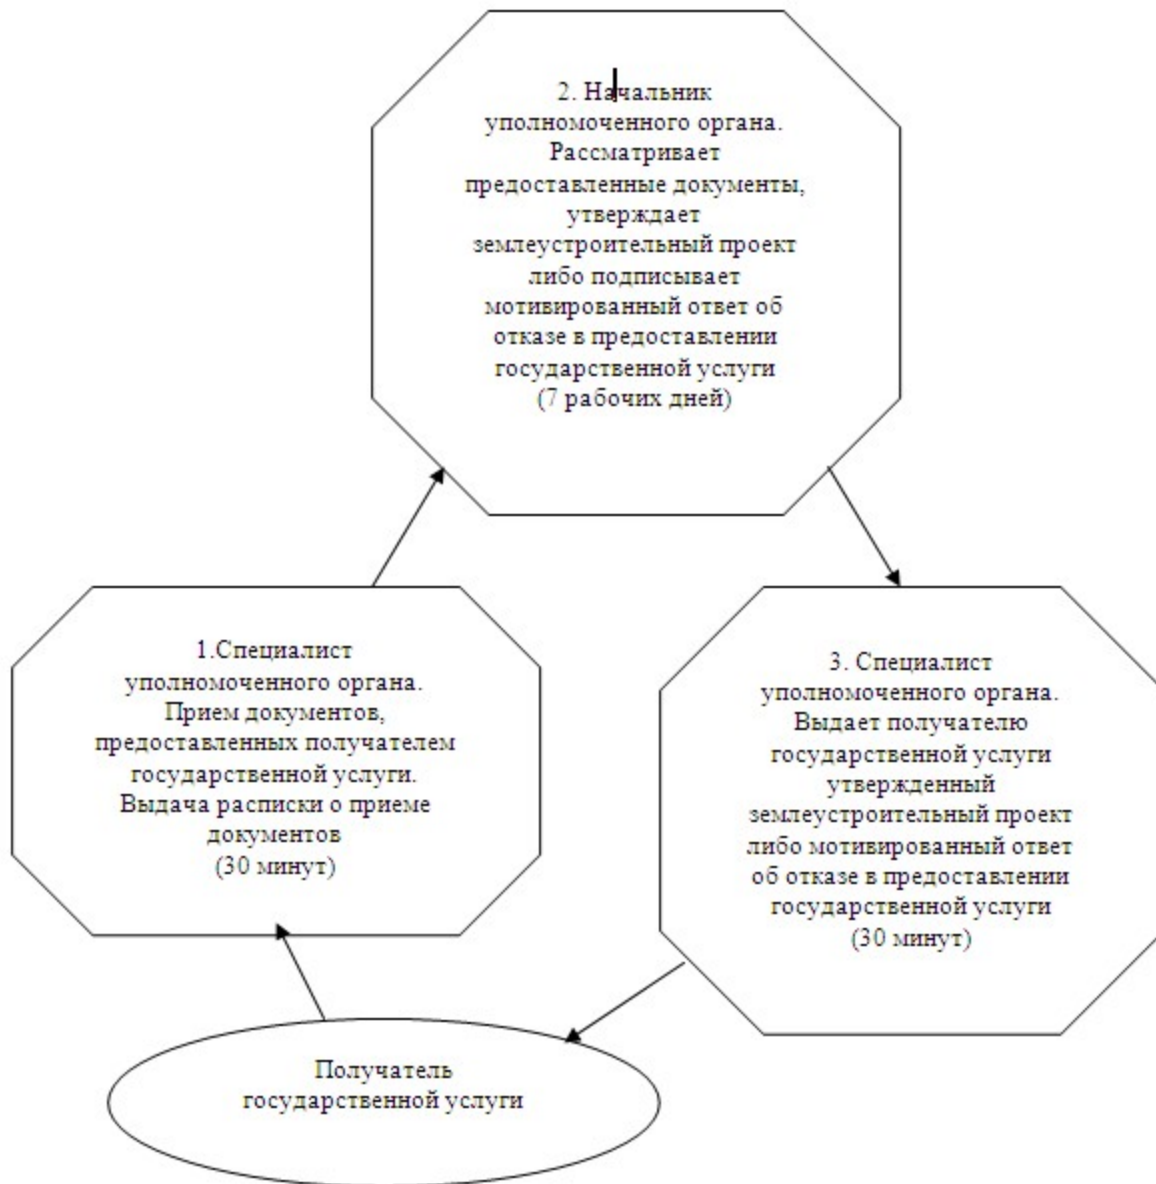 2. Начальник
уполномоченного органа.
Рассматривает
предоставленные документы,
утверждает
землеустроительный проект
либо подписывает
мотивированный ответ об
отказе в предоставлении
государственной услуги
(7 рабочих дней)
1.Специалист
уполномоченного органа.
Прием документов,
предоставленных получателем
государственной услуги.
Выдача расписки о приеме
документов
(30 минут)
3. Специалист
уполномоченного органа.
Выдает получателю
государственной услуги
утвержденный
землеустроительный проект
либо мотивированный ответ
об отказе в предоставлении
государственной услуги
(30 минут)
Получатель
государственной услуги